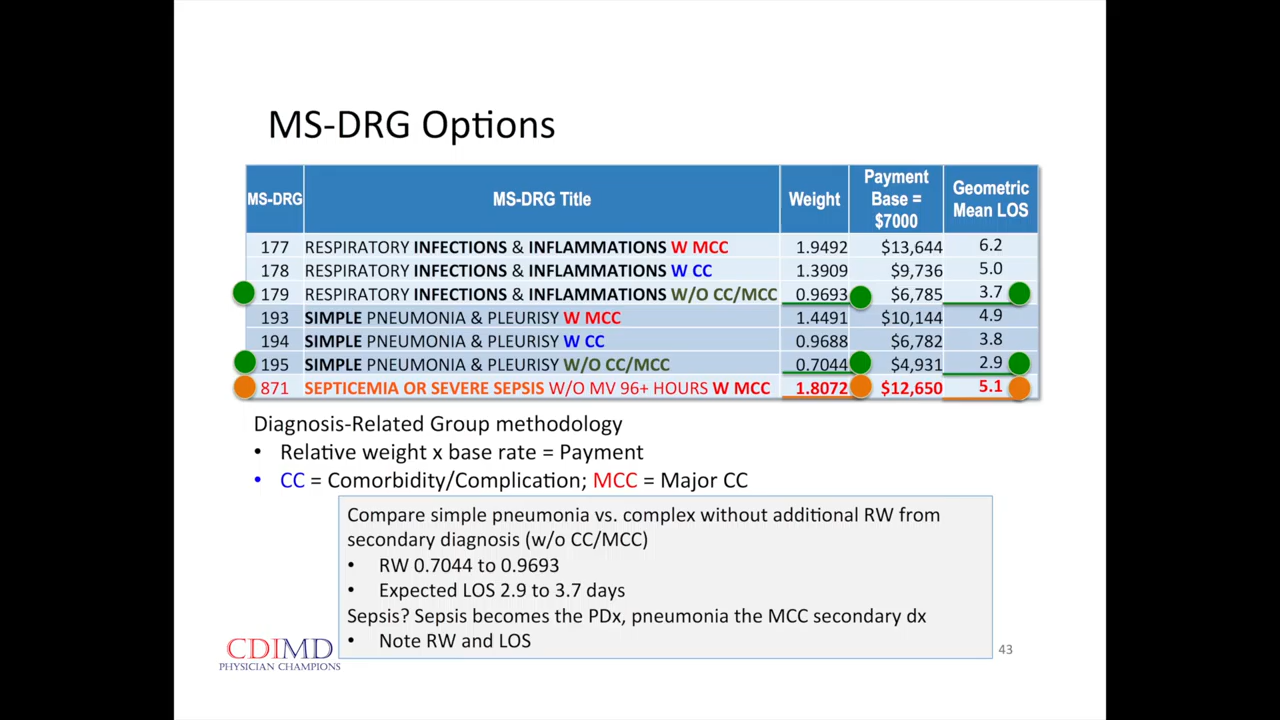 MS-DRG Options
MS-DRG MS-DRG Title Weight Payment Base = $7000 Geometric Mean LOS
177 RESPIRATORY INFECTIONS & INFLAMMATIONS W MCC 1.9492 $13,644 6.2
178 RESPIRATORY INFECTIONS & INFLAMMATIONS W CC 1.3909 $9,736 5.0
179 RESPIRATORY INFECTIONS & INFLAMMATIONS W/O CC/MCC 0.9693 $6,785 3.7
193 SIMPLE PNEUMONIA & PLEURISY W MCC 1.4491 $10,144 4.9
194 SIMPLE PNEUMONIA & PLEURISY W CC 0.9688 $6,782 3.8
195 SIMPLE PNEUMONIA & PLEURISY W/O CC/MCC 0.7044 $4,931 2.9
871 SEPTICEMIA OR SEVERE SEPSIS W/O MV 96+ HOURS W MCC 1.8072 $12,650 5.1
Diagnosis-Related Group methodology
• Relative weight x base rate = Payment
• CC = Comorbidity/Complication; MCC = Major CC
Compare simple pneumonia vs. complex without additional RW from
secondary diagnosis (w/o CC/MCC)
• RW 0.7044 to 0.9693
• Expected LOS 2.9 to 3.7 days
Sepsis? Sepsis becomes the PDx, pneumonia the MCC secondary dx
• Note RW and LOS
CDIMD
PHYSICIAN CHAMPIONS
43